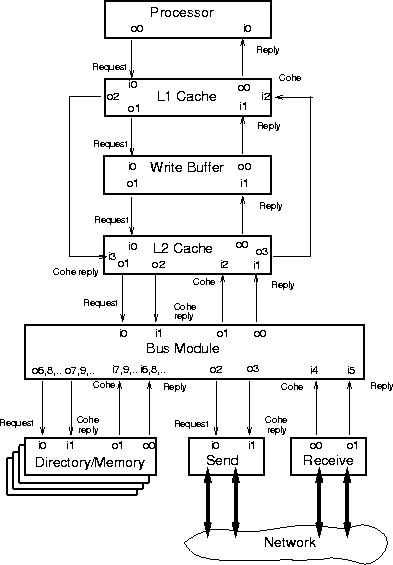 Processor
o0 i0
Request Reply
Cohe
i0 o0
o2 L1 Cache i2
o1 i1
Request Reply
i0 Write Buffer o0
o1 i1
Request Reply
i0 o0
i3 L2 Cache o3
o1 o2 i2 i1
Cohe reply Cohe
Request Cohe reply Reply
i0 i1 o1 o0
Bus Module
o6,8,.. o7,9,.. i7,9,.. i6,8,.. o2 o3 i4 i5
Cohe Reply Cohe Reply
Request Cohe reply Request Cohe reply
i0 i1 o1 o0 i0 i1 o0 o1
Directory/Memory Send Receive
Network